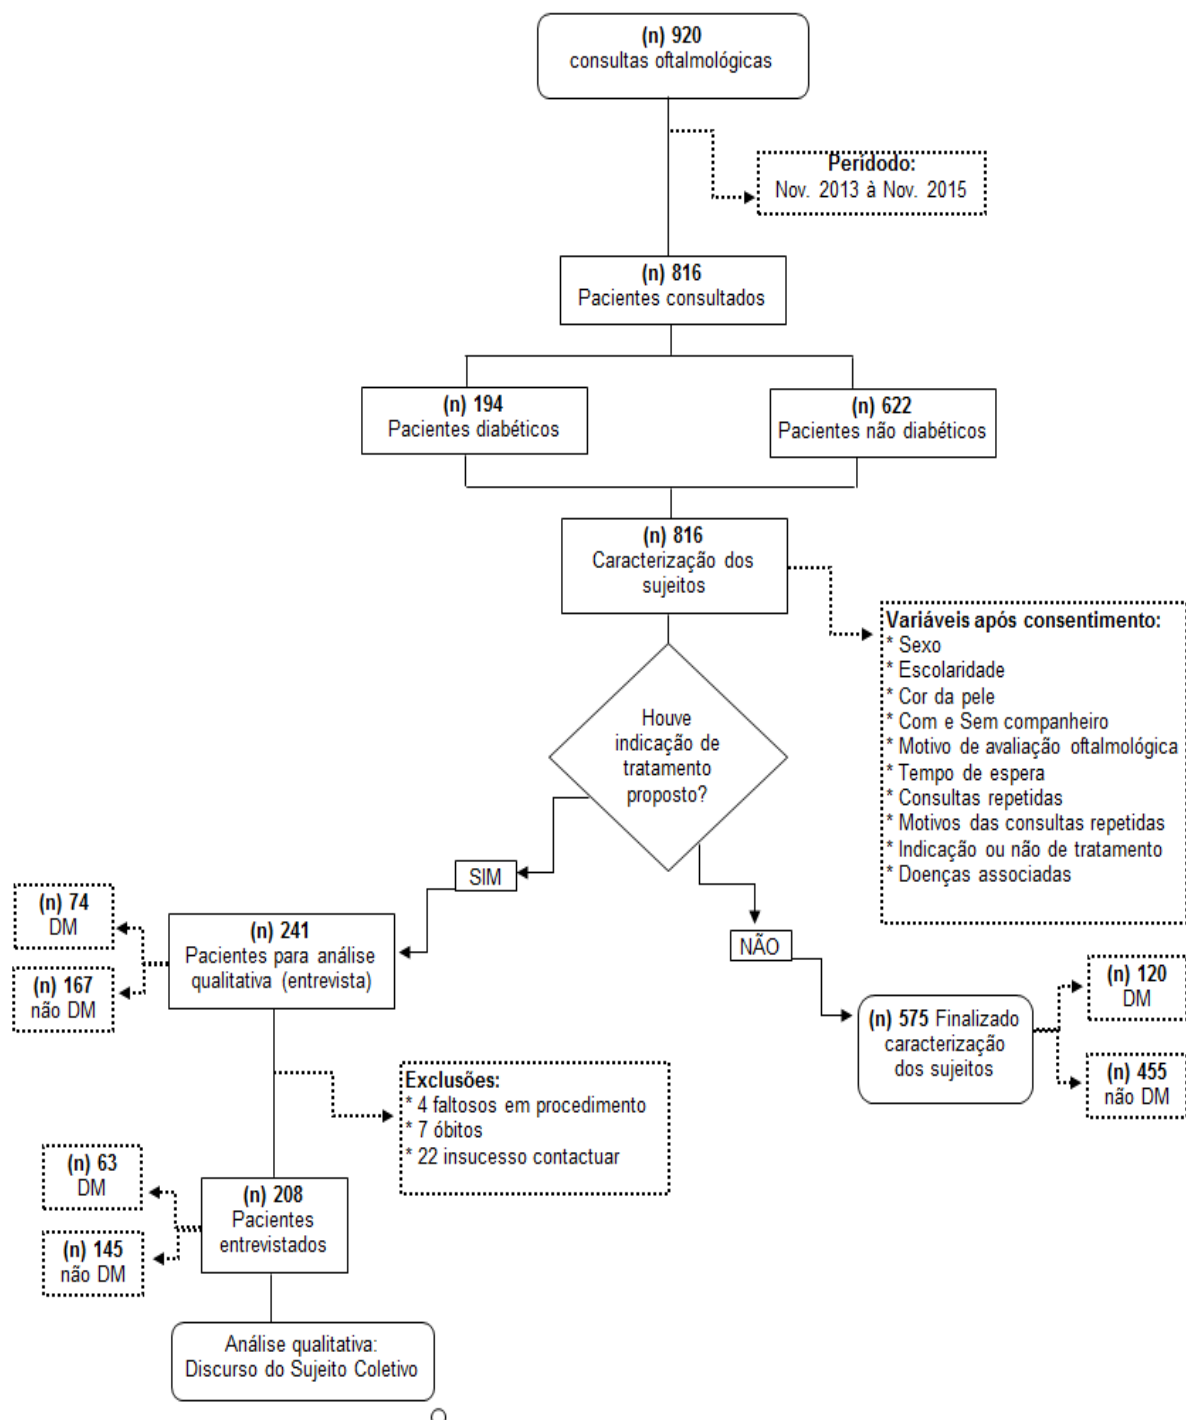 (n) 920
consultas oftalmológicas
Perídodo:
Nov. 2013 à Nov. 2015
(n) 816
Pacientes consultados
(n) 194
Pacientes diabéticos
(n) 622
Pacientes não diabéticos
(n) 816
Caracterização dos
sujeitos
Variáveis após consentimento:
* Sexo
* Escolaridade
* Cor da pele
* Com e Sem companheiro
* Motivo de avaliação oftalmológica
* Tempo de espera
* Consultas repetidas
* Motivos das consultas repetidas
* Indicação ou não de tratamento
* Doenças associadas
Houve
indicação de
tratamento
proposto?
SIM
NÃO
(n) 74
DM
(n) 167
não DM
(n) 241
Pacientes para análise
qualitativa (entrevista)
(n) 575 Finalizado
caracterização
dos sujeitos
(n) 120
DM
(n) 455
não DM
Exclusões:
* 4 faltosos em procedimento
* 7 óbitos
* 22 insucesso contactuar
(n) 63
DM
(n) 145
não DM
(n) 208
Pacientes
entrevistados
Análise qualitativa:
Discurso do Sujeito Coletivo